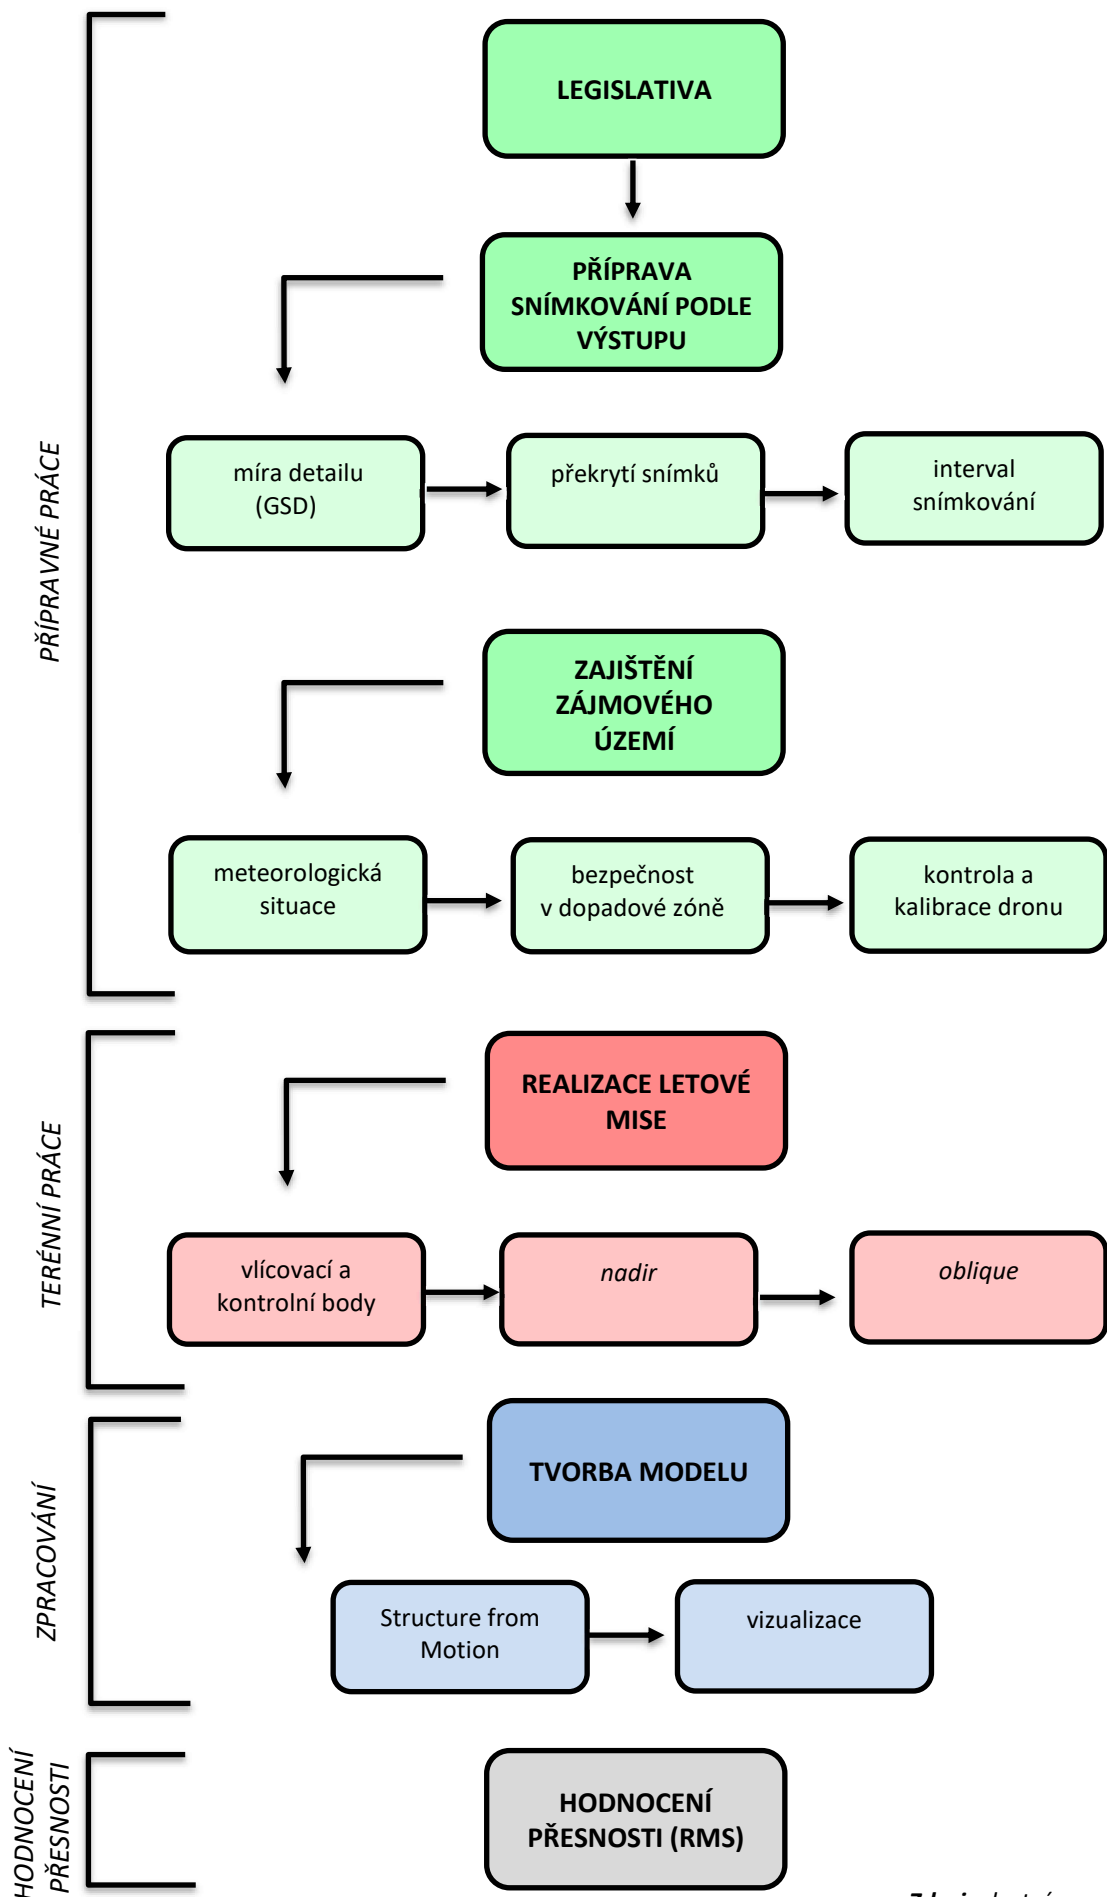 PŘÍPRAVNÉ PRÁCE
LEGISLATIVA
PŘÍPRAVA
SNÍMKOVÁNÍ PODLE
VÝSTUPU
míra detailu
(GSD)
překrytí snímků
interval
snímkování
ZAJIŠTĚNÍ
ZÁJMOVÉHO
ÚZEMÍ
meteorologická
situace
bezpečnost
v dopadové zóně
kontrola a
kalibrace dronu
TERÉNNÍ PRÁCE
REALIZACE LETOVÉ
MISE
vlícovací a
kontrolní body
nadir
oblique
ZPRACOVÁNÍ
TVORBA MODELU
Structure from
Motion
vizualizace
HODNOCENÍ
PŘESNOSTI
HODNOCENÍ
PŘESNOSTI (RMS)